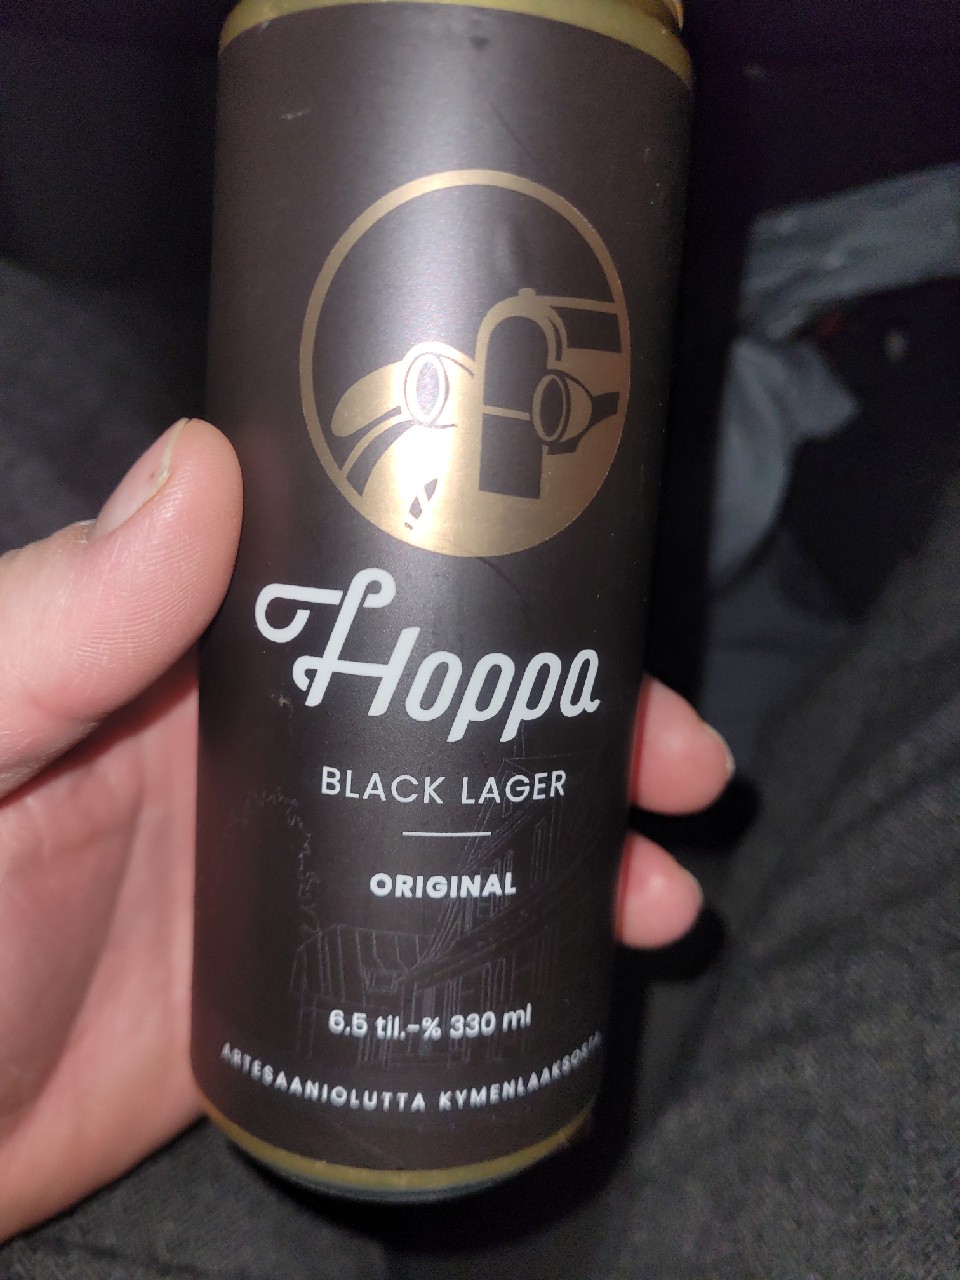 Hoppa
BLACK LAGER
ORIGINAL
6,5 til.-% 330 ml
ARTESAANIOLUTTA KYMENLAAKSOSTA